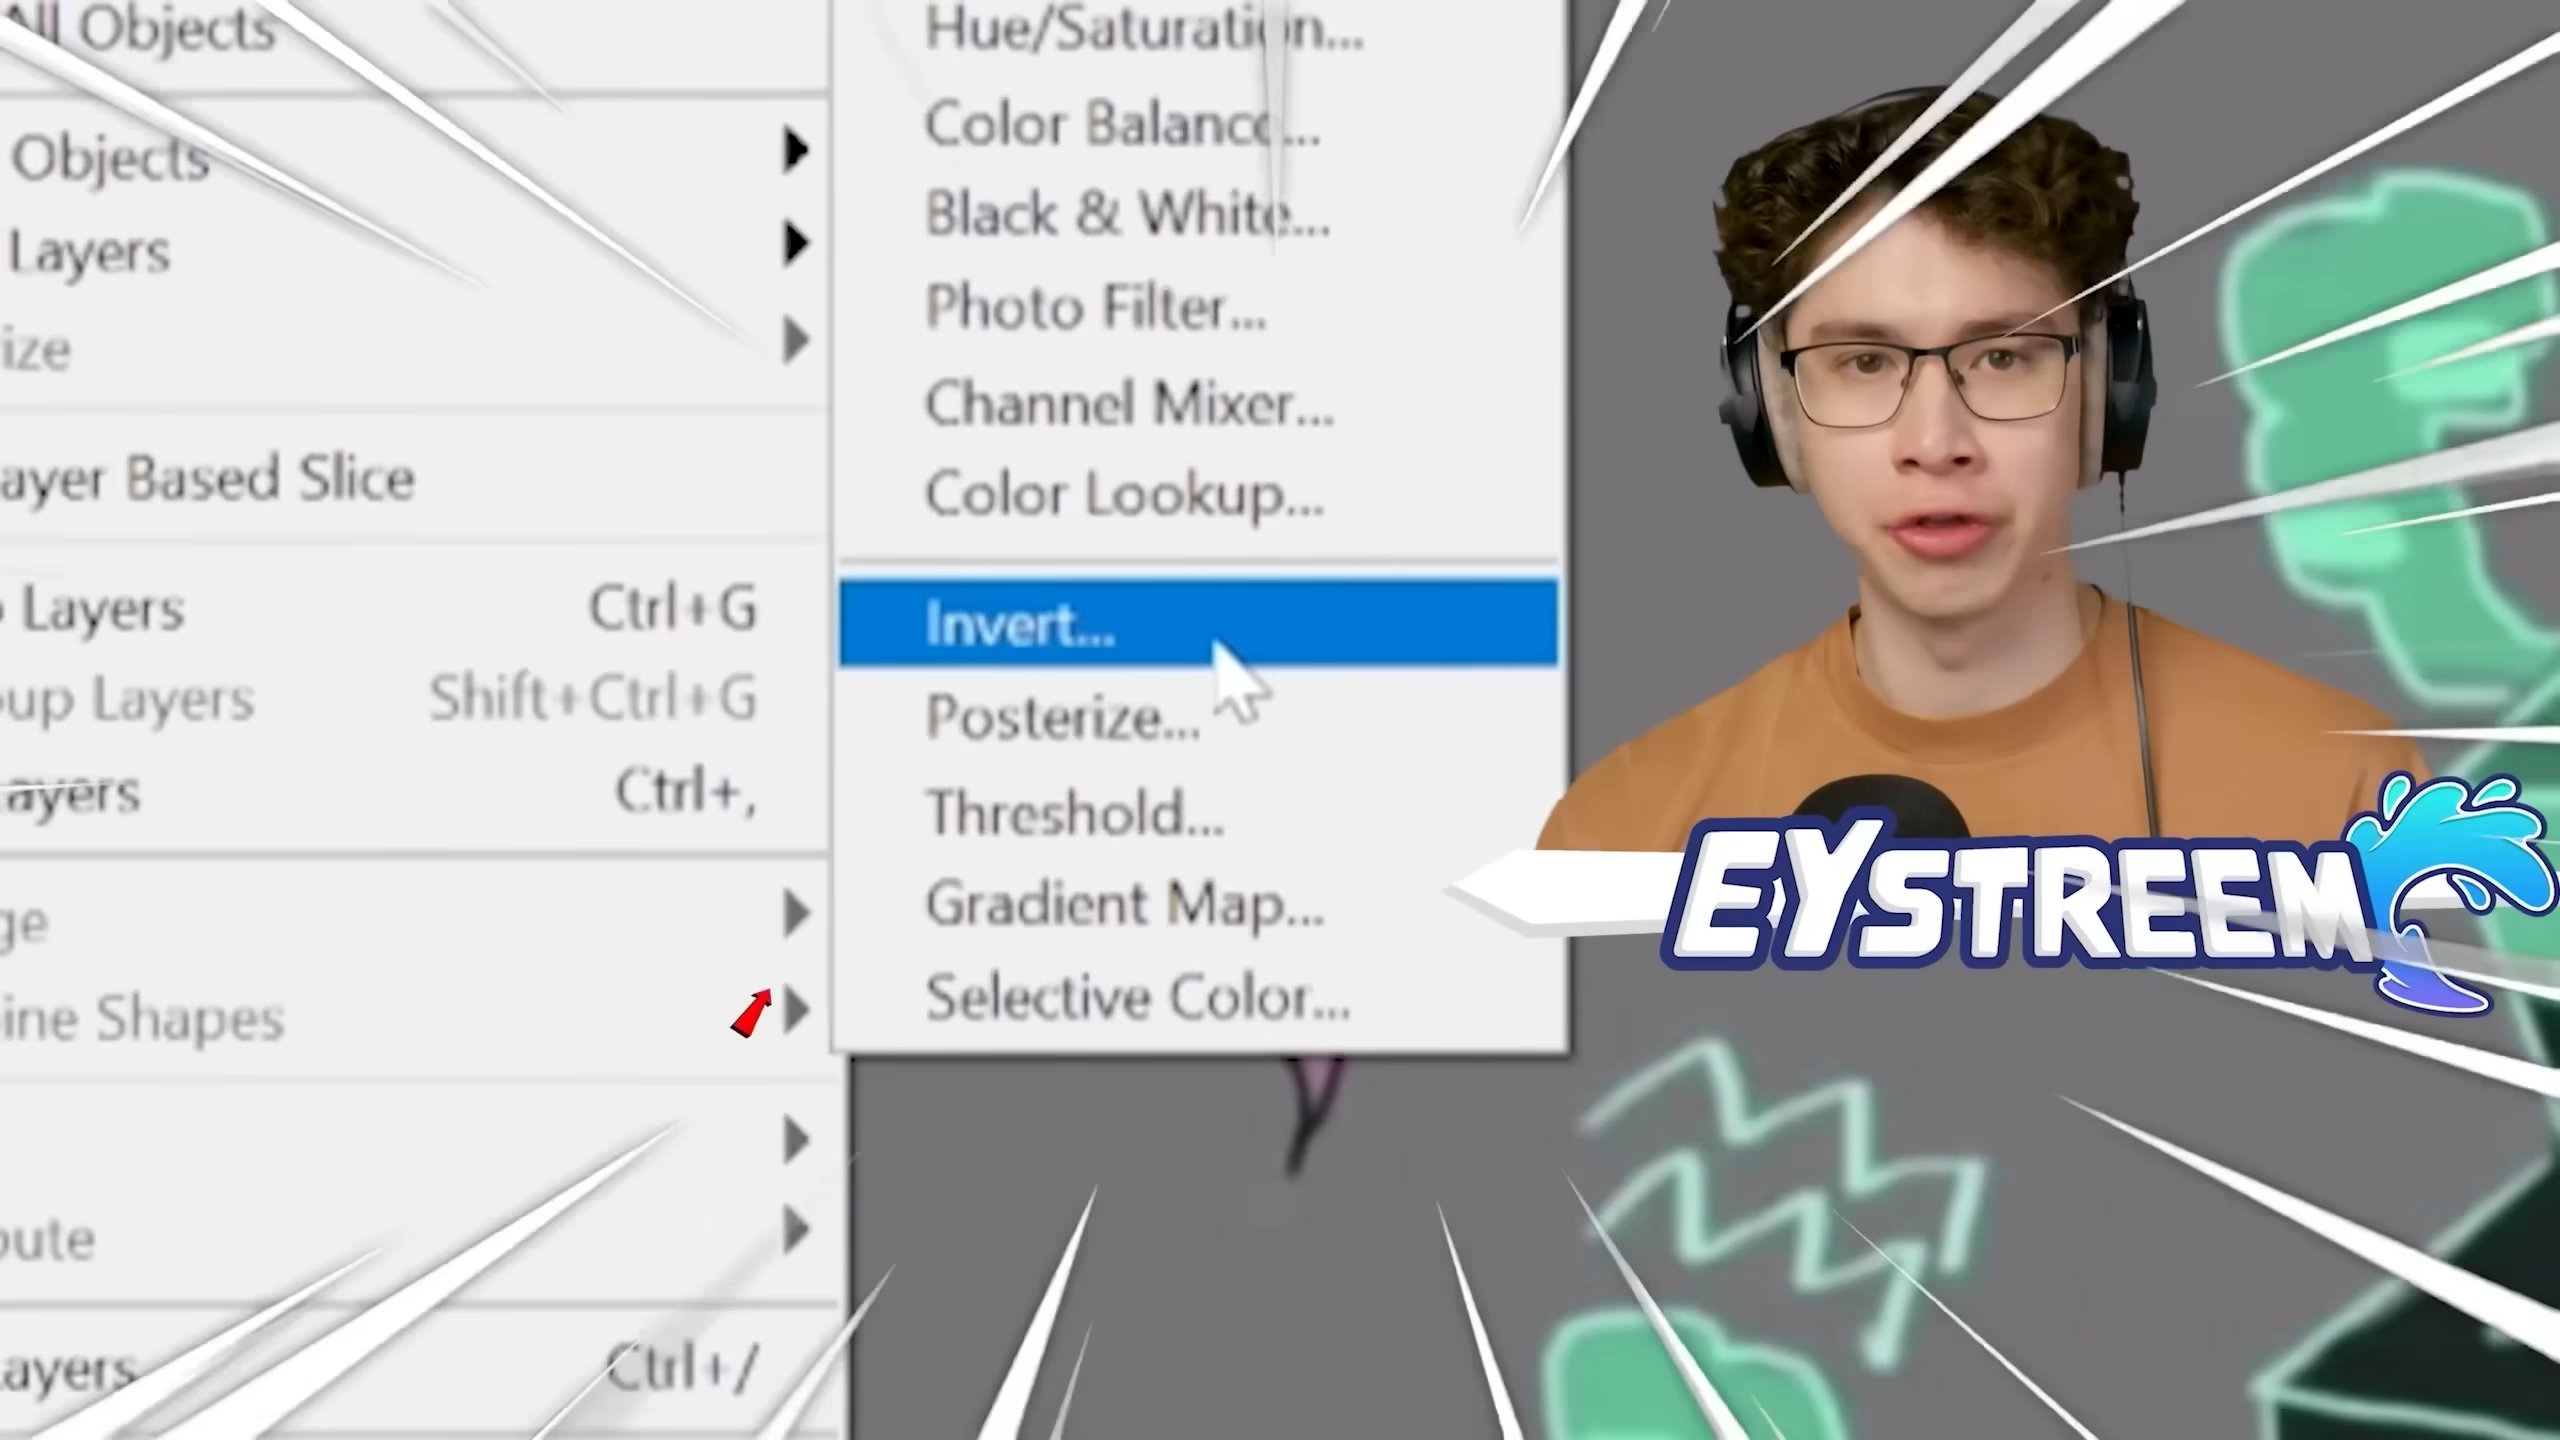 All Objects
Objects
Layers
ize
ayer Based Slice
Layers Ctrl+G
oup Layers Shift+Ctrl+G
ayers Ctrl+,
ge
ine Shapes
bute
ayers Ctrl+/
Hue/Saturation...
Color Balance...
Black & White...
Photo Filter...
Channel Mixer...
Color Lookup...
Invert...
Posterize...
Threshold...
Gradient Map...
Selective Color...
EYSTREEM